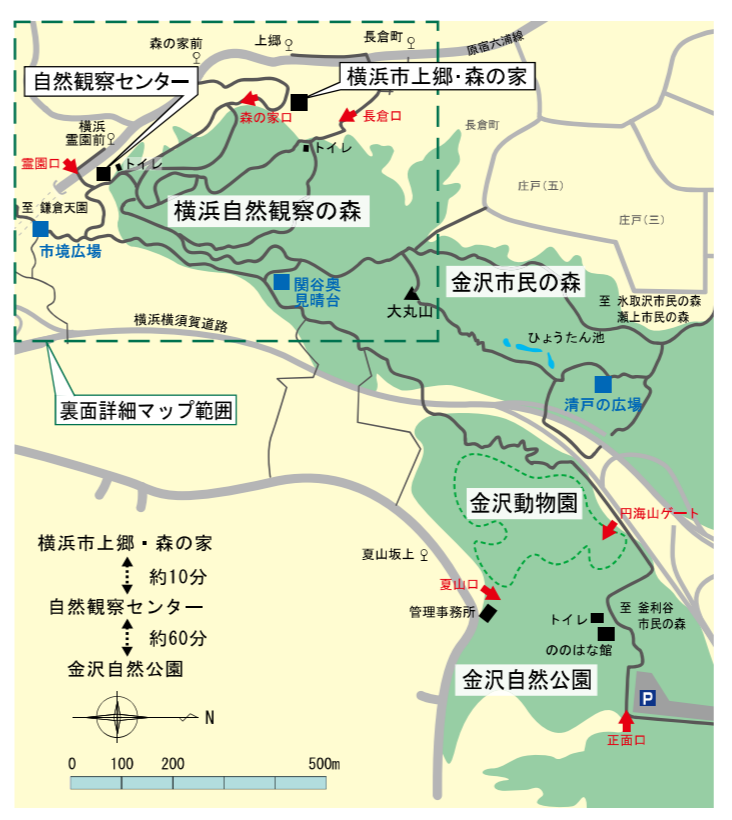 森の家前
上郷
長倉町
原宿六浦線
自然観察センター
横浜市上郷・森の家
森の家口
長倉口
横浜
霊園前
霊園口
トイレ
トイレ
長倉町
庄戸(五)
庄戸(三)
至 鎌倉天園
横浜自然観察の森
市境広場
関谷奥
見晴台
大丸山
金沢市民の森
至 氷取沢市民の森
瀬上市民の森
横浜横須賀道路
ひょうたん池
清戸の広場
裏面詳細マップ範囲
金沢動物園
円海山ゲート
夏山坂上
夏山口
管理事務所
トイレ
ののはな館
至 釜利谷
市民の森
金沢自然公園
P
正面口
横浜市上郷・森の家
約10分
自然観察センター
約60分
金沢自然公園
N
0 100 200 500m